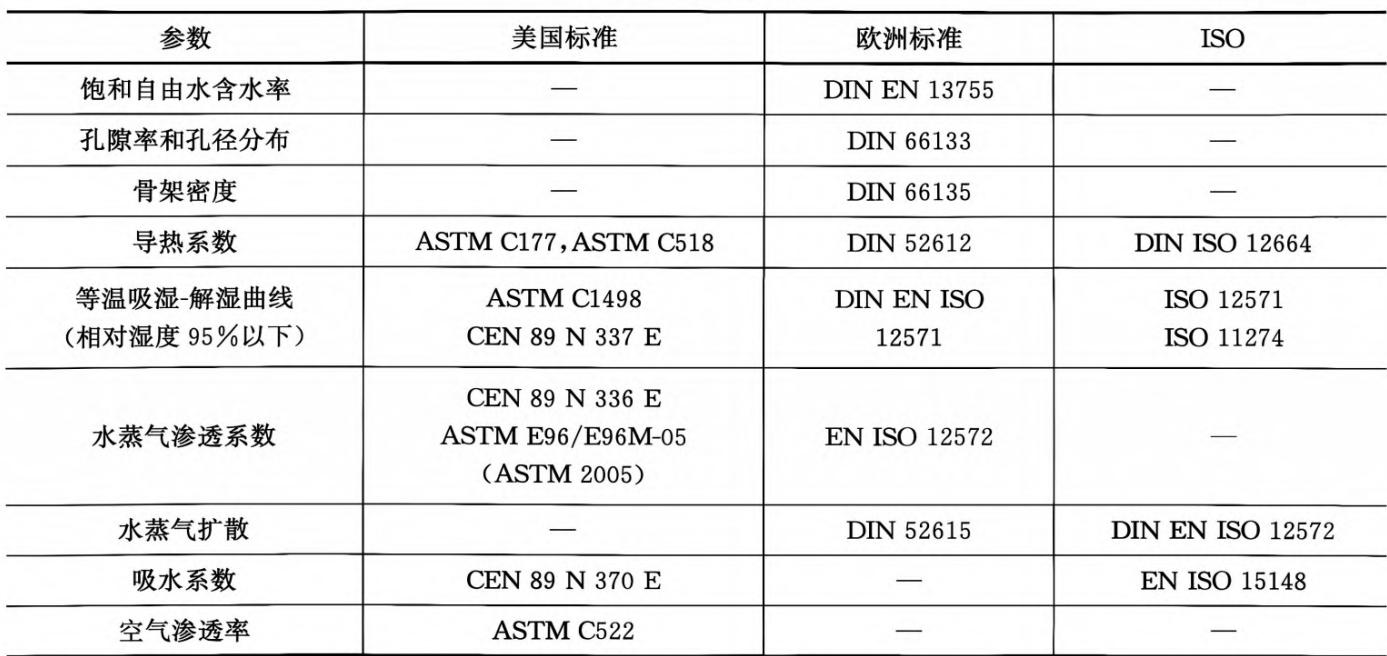 参数 美国标准 欧洲标准 ISO
饱和自由水含水率 — DIN EN 13755 —
孔隙率和孔径分布 — DIN 66133 —
骨架密度 — DIN 66135 —
导热系数 ASTM C177,ASTM C518 DIN 52612 DIN ISO 12664
等温吸湿-解湿曲线
(相对湿度 95%以下)
ASTM C1498
CEN 89 N 337 E
DIN EN ISO
12571
ISO 12571
ISO 11274
水蒸气渗透系数
CEN 89 N 336 E
ASTM E96/E96M-05
(ASTM 2005)
EN ISO 12572
—
水蒸气扩散 — DIN 52615 DIN EN ISO 12572
吸水系数 CEN 89 N 370 E — EN ISO 15148
空气渗透率 ASTM C522 — —